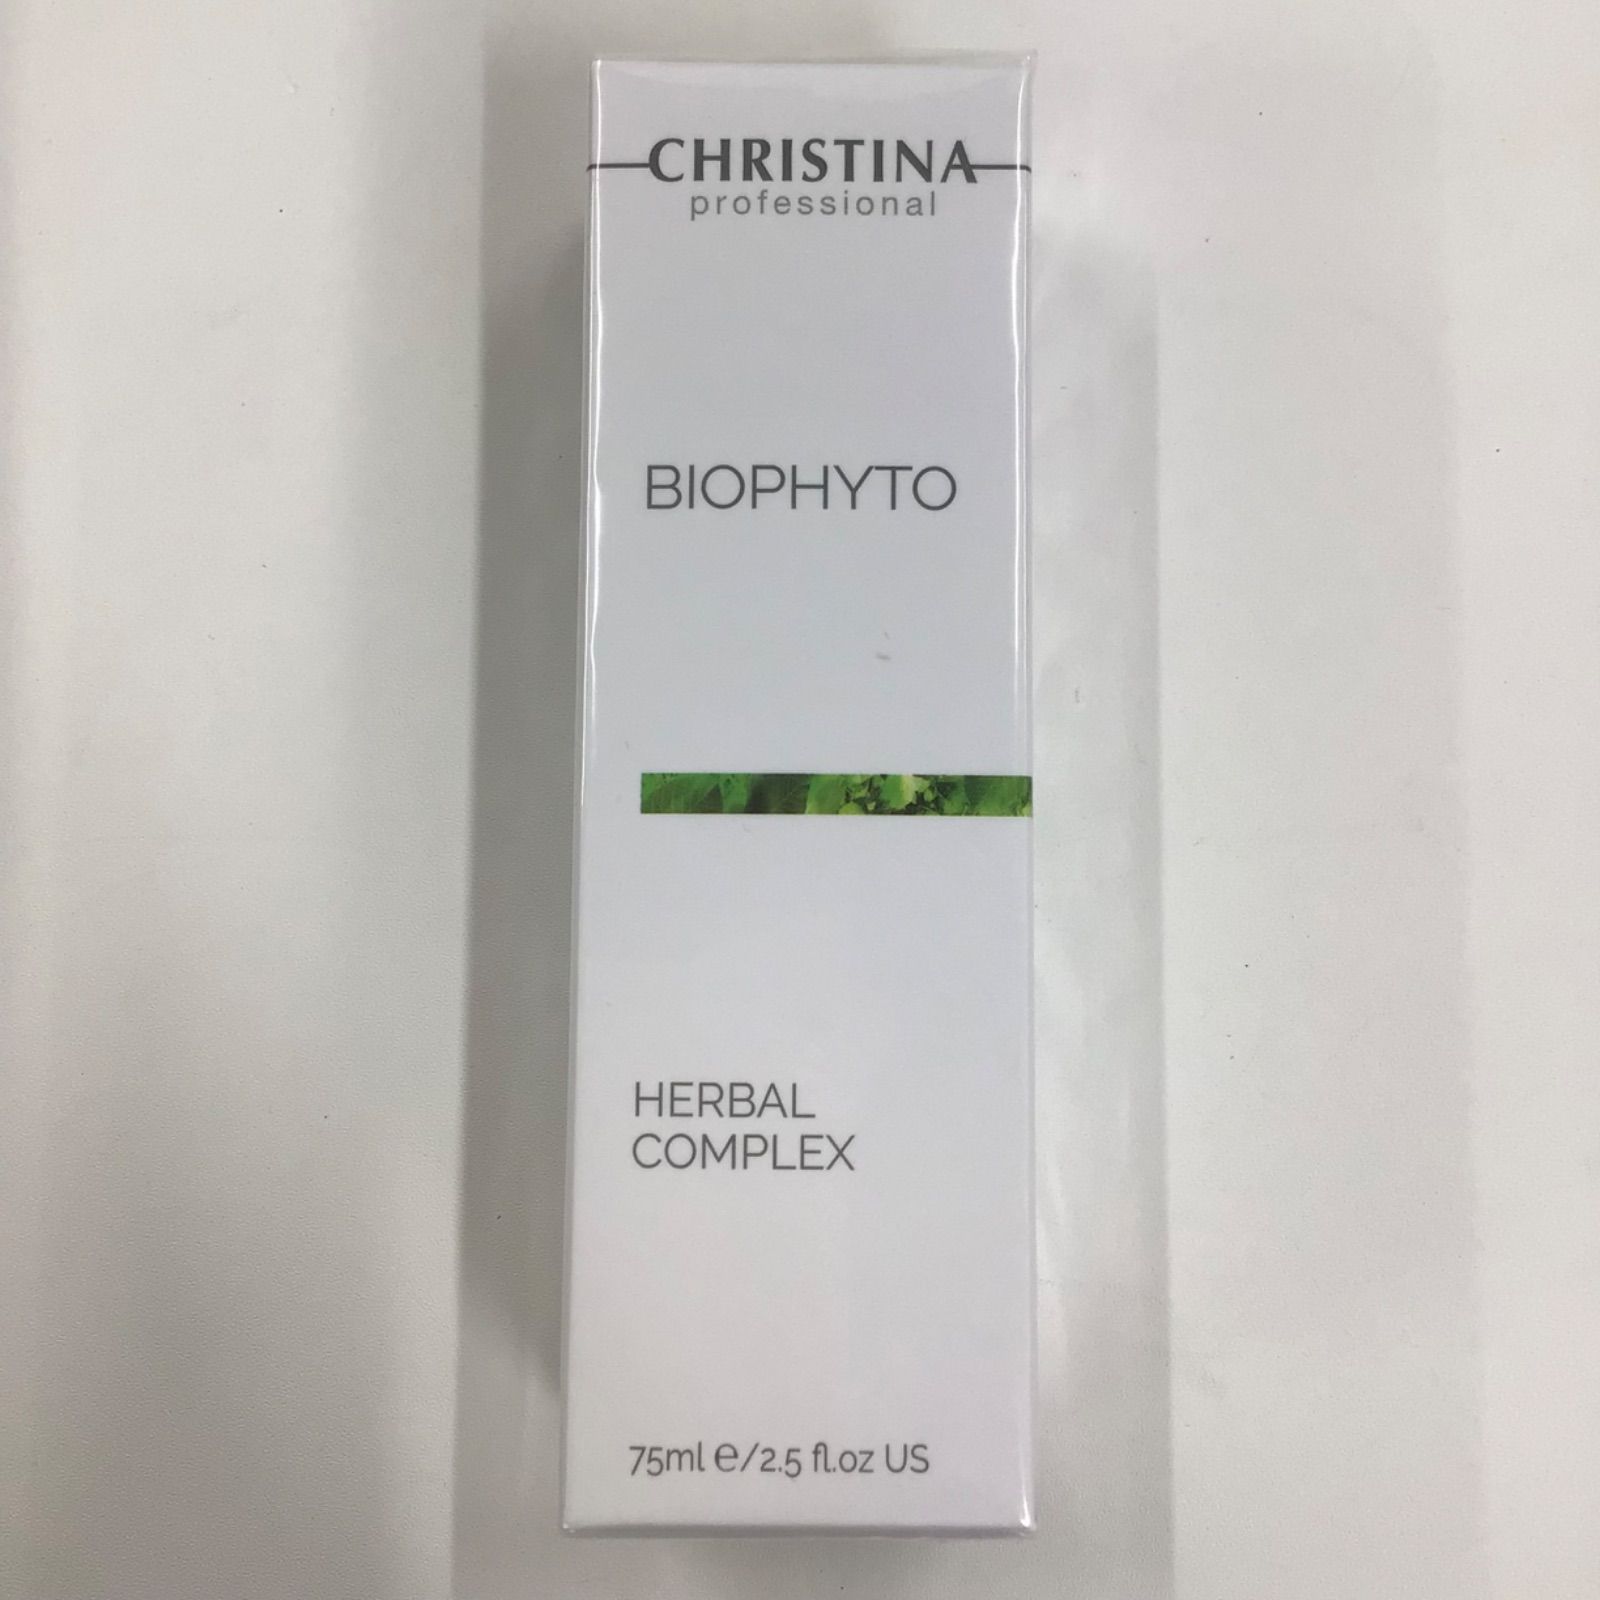 CHRISTINA
professional
BIOPHYTO
HERBAL
COMPLEX
75ml e/2.5 fl.oz US